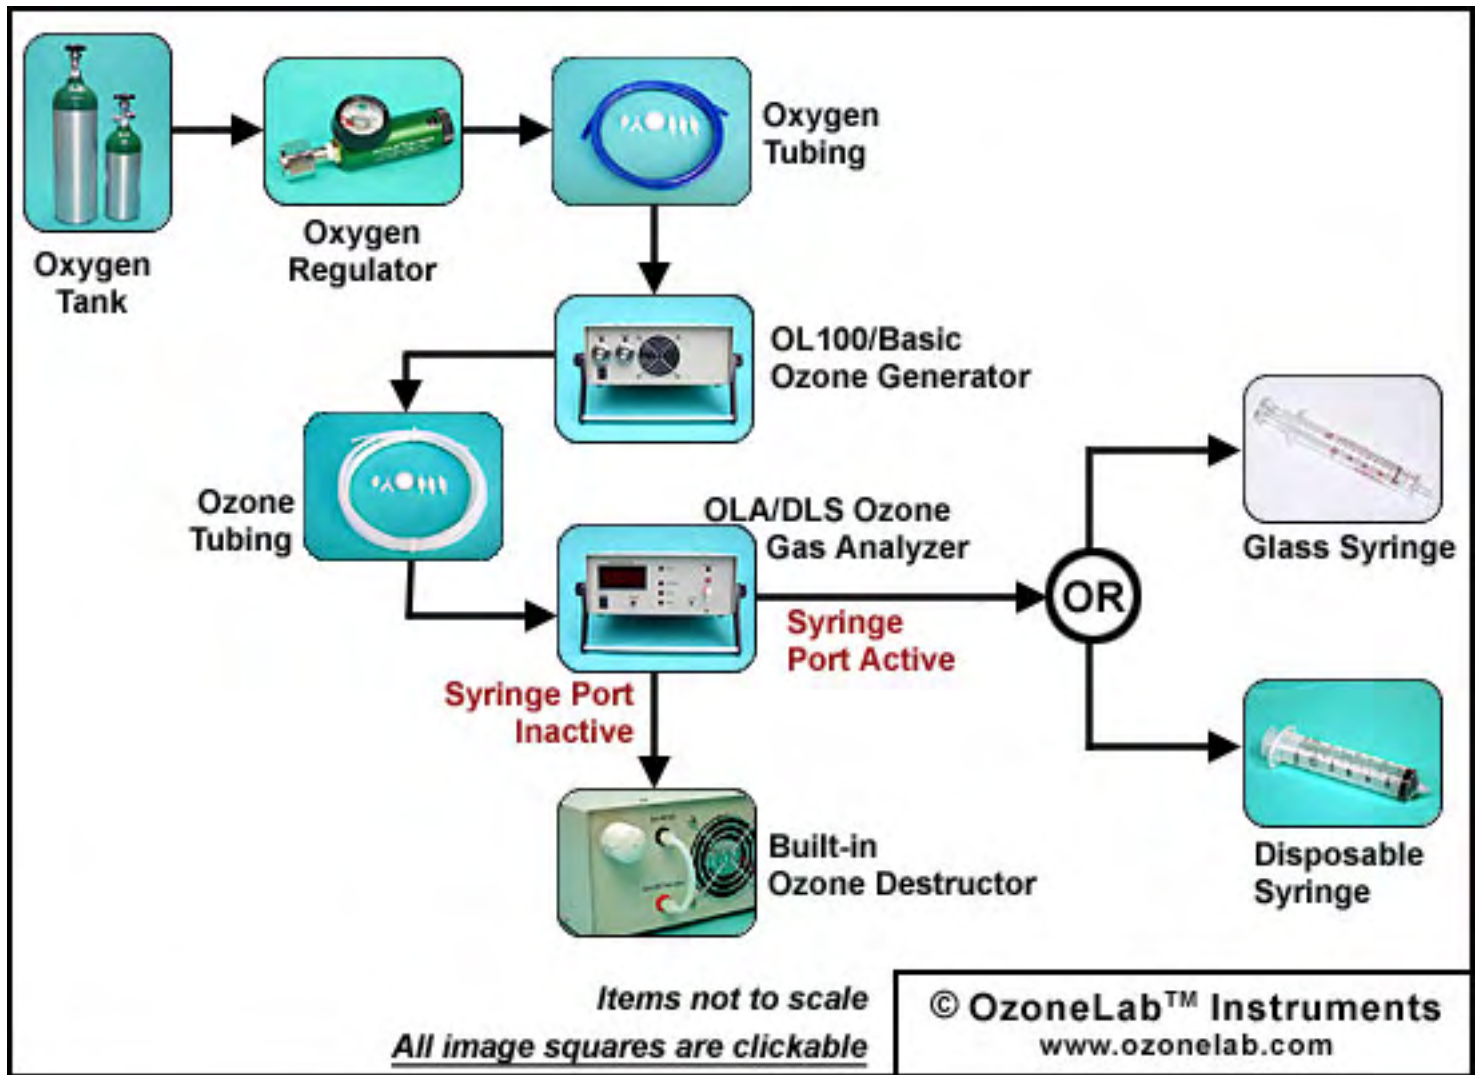 Oxygen
Tank
Oxygen
Regulator
Oxygen
Tubing
OL100/Basic
Ozone Generator
Ozone
Tubing
OLA/DLS Ozone
Gas Analyzer
Syringe
Port Active
OR
Glass Syringe
Disposable
Syringe
Syringe Port
Inactive
Built-in
Ozone Destructor
Items not to scale
All image squares are clickable
© OzoneLab™ Instruments
www.ozonelab.com